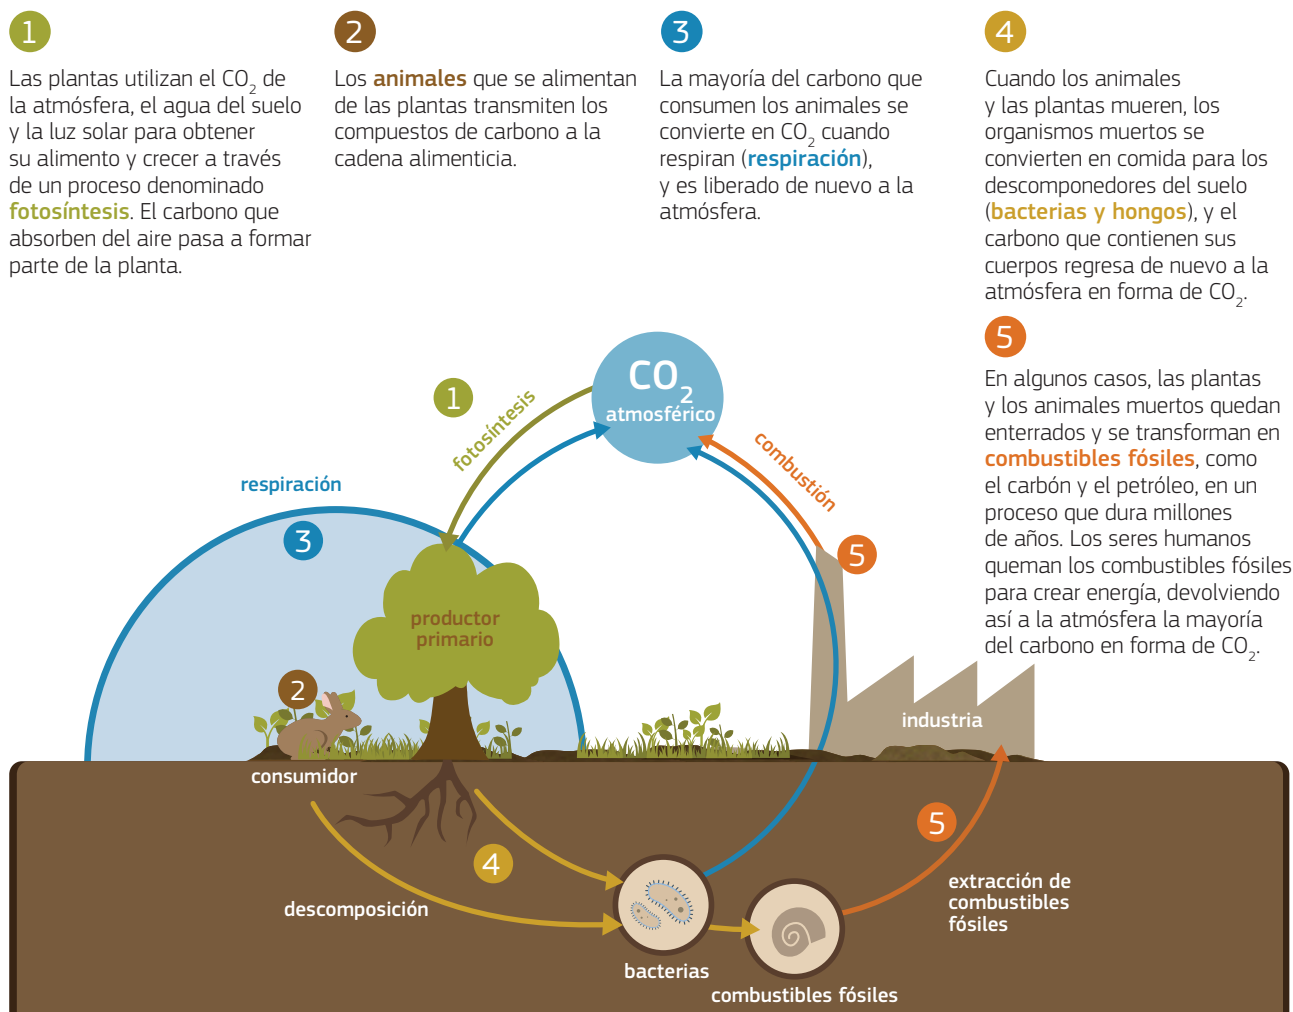 1
Las plantas utilizan el CO₂ de
la atmósfera, el agua del suelo
y la luz solar para obtener
su alimento y crecer a través
de un proceso denominado
fotosíntesis. El carbono que
absorben del aire pasa a formar
parte de la planta.
2
Los animales que se alimentan
de las plantas transmiten los
compuestos de carbono a la
cadena alimenticia.
3
La mayoría del carbono que
consumen los animales se
convierte en CO₂ cuando
respiran (respiración),
y es liberado de nuevo a la
atmósfera.
4
Cuando los animales
y las plantas mueren, los
organismos muertos se
convierten en comida para los
descomponedores del suelo
(bacterias y hongos), y el
carbono que contienen sus
cuerpos regresa de nuevo a la
atmósfera en forma de CO₂.
5
En algunos casos, las plantas
y los animales muertos quedan
enterrados y se transforman en
combustibles fósiles, como
el carbón y el petróleo, en un
proceso que dura millones
de años. Los seres humanos
queman los combustibles fósiles
para crear energía, devolviendo
así a la atmósfera la mayoría
del carbono en forma de CO₂.
CO₂
atmosférico
1
fotosíntesis
combustión
5
respiración
3
productor
primario
2
industria
consumidor
5
4
extracción de
combustibles
fósiles
descomposición
bacterias
combustibles fósiles